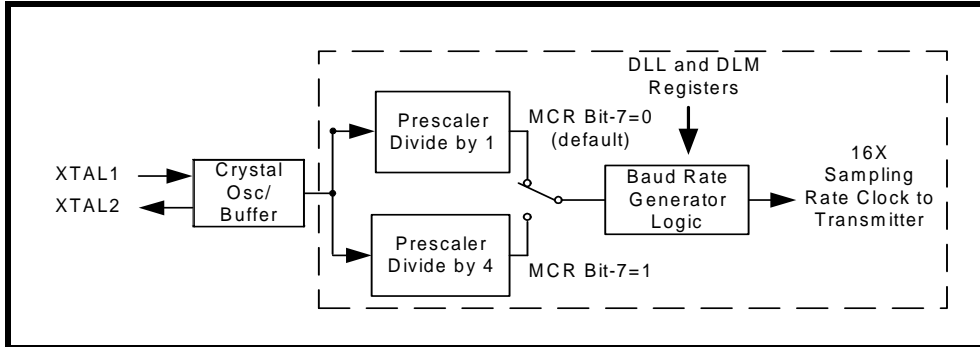 DLL and DLM
Registers
Prescaler
Divide by 1
MCR Bit-7=0
(default)
XTAL1
XTAL2
Crystal
Osc/
Buffer
Baud Rate
Generator
Logic
16X
Sampling
Rate Clock to
Transmitter
Prescaler
Divide by 4
MCR Bit-7=1